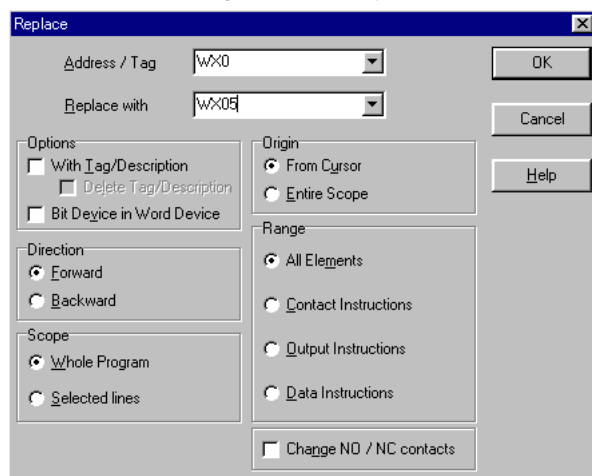 Replace
Address / Tag WX0
OK
Replace with WX05
Cancel
Options
With Tag/Description
Delete Tag/Description
Bit Device in Word Device
Origin
From Cursor
Entire Scope
Help
Direction
Forward
Backward
Range
All Elements
Contact Instructions
Output Instructions
Data Instructions
Scope
Whole Program
Selected lines
Change NO / NC contacts